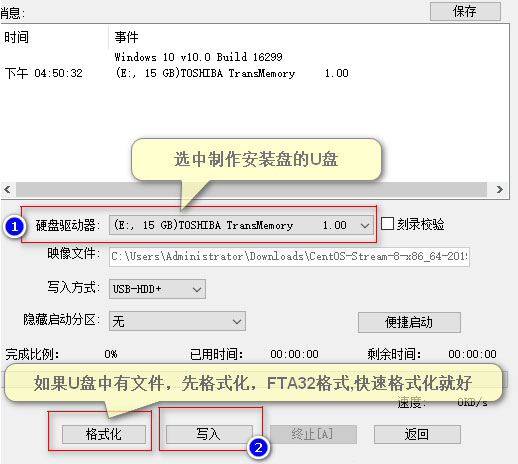 消息：
保存
时间 事件
Windows 10 v10.0 Build 16299
下午 04:50:32 (E:, 15 GB)TOSHIBA TransMemory 1.00
选中制作安装盘的U盘
1 硬盘驱动器： (E:, 15 GB)TOSHIBA TransMemory 1.00 刻录校验
映像文件： C:\Users\Administrator\Downloads\CentOS-Stream-8-x86_64-201
写入方式： USB-HDD+
隐藏启动分区： 无 便捷启动
完成比例： 0% 已用时间： 00:00:00 剩余时间： 00:00:00
如果U盘中有文件，先格式化，FTA32格式,快速格式化就好
速度： 0KB/s
格式化 写入 终止[A] 返回
2